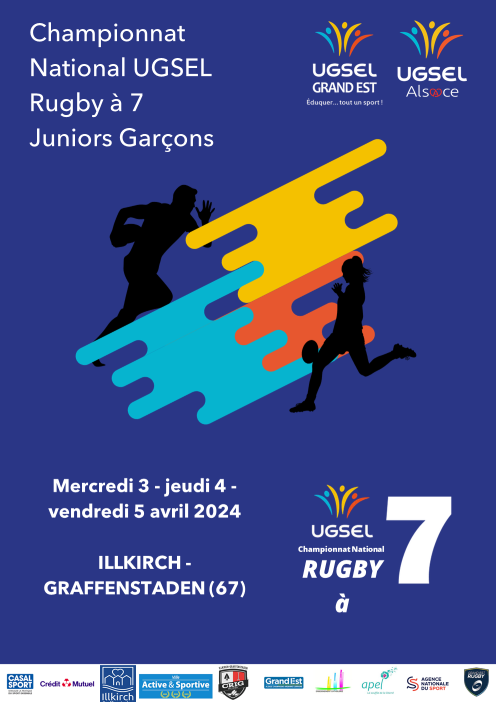 Championnat
National UGSEL
Rugby à 7
Juniors Garçons
UGSEL
GRAND EST
Éduquer... tout un sport !
UGSEL
Alsace
Mercredi 3 - jeudi 4 -
vendredi 5 avril 2024
ILLKIRCH -
GRAFFENSTADEN (67)
UGSEL
Championnat National
RUGBY
à
7
CASAL
SPORT
Crédit Mutuel
Illkirch
Ville
Active & Sportive
CRIG
Grand Est
apel
AGENCE
NATIONALE
DU SPORT
RUGBY